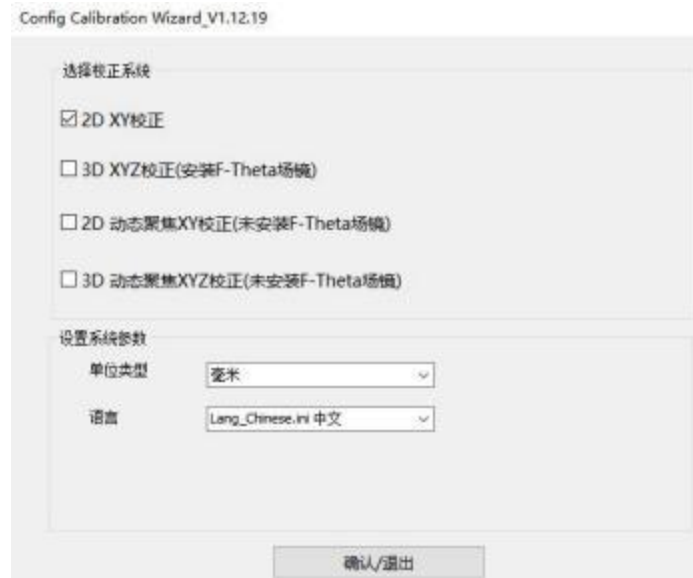 Config Calibration Wizard_V1.12.19
选择校正系统
2D XY校正
3D XYZ校正(安装F-Theta场镜)
2D 动态聚焦XY校正(未安装F-Theta场镜)
3D 动态聚焦XYZ校正(未安装F-Theta场镜)
设置系统参数
单位类型
毫米
语言
Lang_Chinese.ini 中文
确认/退出